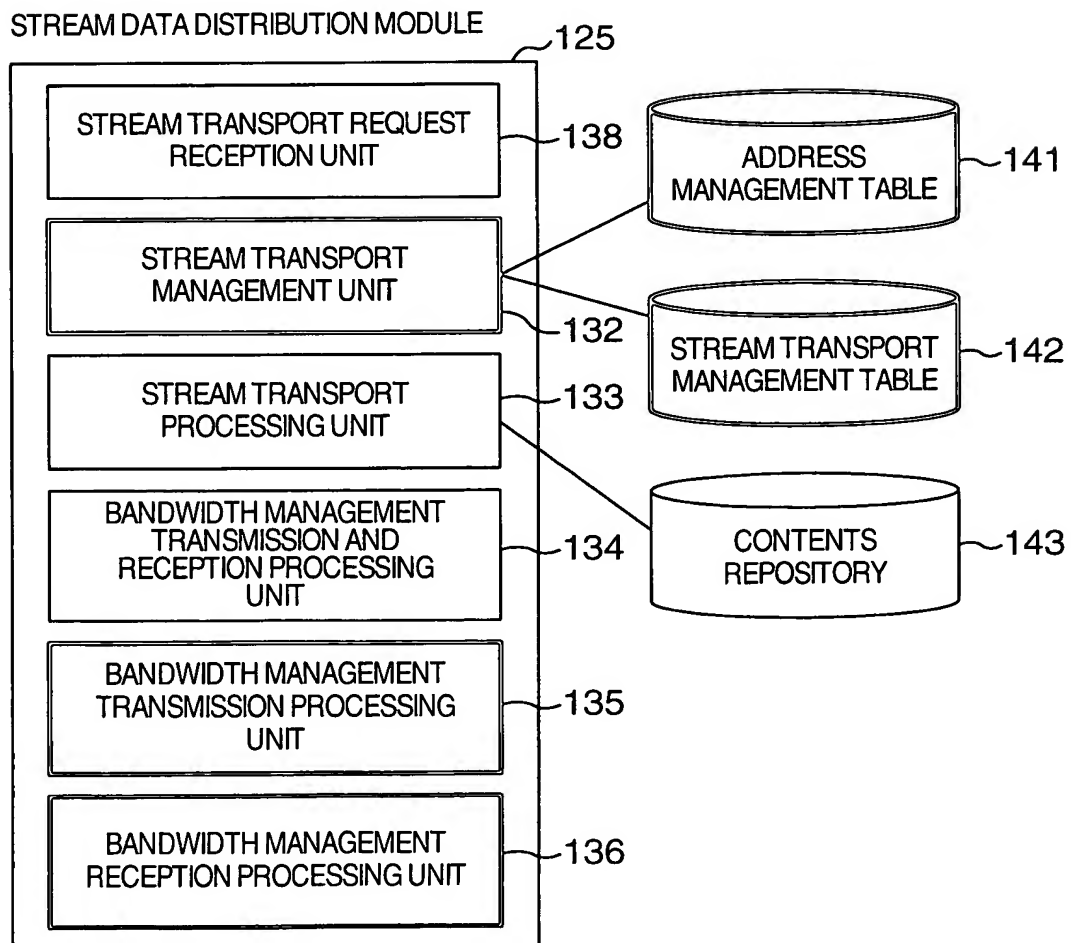 STREAM DATA DISTRIBUTION MODULE
125
STREAM TRANSPORT REQUEST
RECEPTION UNIT
138
STREAM TRANSPORT
MANAGEMENT UNIT
132
STREAM TRANSPORT
PROCESSING UNIT
133
BANDWIDTH MANAGEMENT
TRANSMISSION AND
RECEPTION PROCESSING
UNIT
134
BANDWIDTH MANAGEMENT
TRANSMISSION PROCESSING
UNIT
135
BANDWIDTH MANAGEMENT
RECEPTION PROCESSING UNIT
136
ADDRESS
MANAGEMENT TABLE
141
STREAM TRANSPORT
MANAGEMENT TABLE
142
CONTENTS
REPOSITORY
143